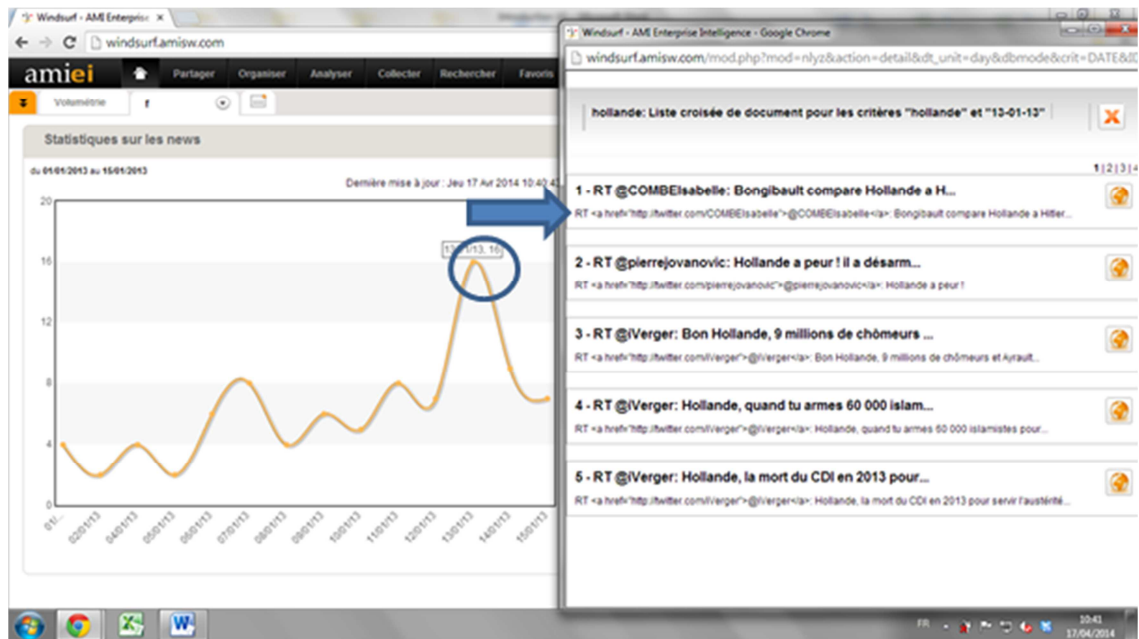 Windsurf - AMI Enterprise
windsurf.amisw.com
amiei
Partager Organiser Analyser Collecter Rechercher Favoris
Volumétrie f
Statistiques sur les news
du 01/01/2013 au 15/01/2013
Dernière mise à jour : Jeu 17 Avr 2014 10:40:43
20
16
12
8
4
0
13/01/13, 16
01/... 02/01/13 04/01/13 05/01/13 06/01/13 07/01/13 08/01/13 09/01/13 10/01/13 11/01/13 12/01/13 13/01/13 14/01/13 15/01/13
Windsurf - AMI Enterprise Intelligence - Google Chrome
windsurf.amisw.com/mod.php?mod=nlyz&action=detail&dt_unit=day&dbmode&crit=DATE&
hollande: Liste croisée de document pour les critères "hollande" et "13-01-13"
1|2|3|4
1 - RT @COMBEIsabelle: Bongibault compare Hollande a H...
RT <a href="http://twitter.com/COMBEIsabelle">@COMBEIsabelle</a>: Bongibault compare Hollande a Hitler...
2 - RT @pierrejovanovic: Hollande a peur ! il a désarm...
RT <a href="http://twitter.com/pierrejovanovic">@pierrejovanovic</a>: Hollande a peur !
3 - RT @iVerger: Bon Hollande, 9 millions de chômeurs ...
RT <a href="http://twitter.com/iVerger">@iVerger</a>: Bon Hollande, 9 millions de chômeurs et Ayrault...
4 - RT @iVerger: Hollande, quand tu armes 60 000 islam...
RT <a href="http://twitter.com/iVerger">@iVerger</a>: Hollande, quand tu armes 60 000 islamistes pour...
5 - RT @iVerger: Hollande, la mort du CDI en 2013 pour...
RT <a href="http://twitter.com/iVerger">@iVerger</a>: Hollande, la mort du CDI en 2013 pour servir l'austérité...
FR
10:41
17/04/2014